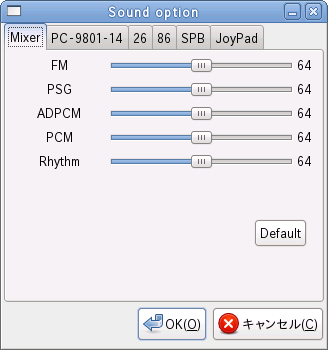 Sound option
Mixer PC-9801-14 26 86 SPB JoyPad
FM 64
PSG 64
ADPCM 64
PCM 64
Rhythm 64
Default
OK(O) キャンセル(C)